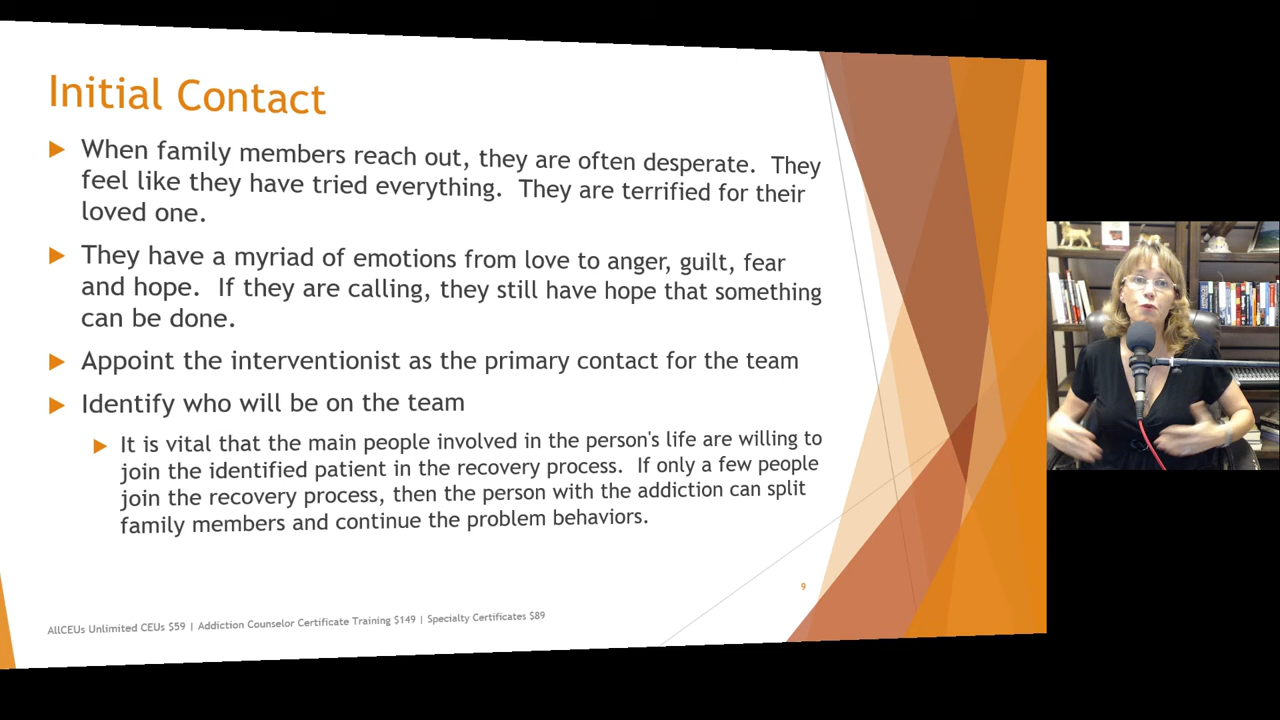 Initial Contact
When family members reach out, they are often desperate. They
feel like they have tried everything. They are terrified for their
loved one.
They have a myriad of emotions from love to anger, guilt, fear
and hope. If they are calling, they still have hope that something
can be done.
Appoint the interventionist as the primary contact for the team
Identify who will be on the team
It is vital that the main people involved in the person's life are willing to
join the identified patient in the recovery process. If only a few people
join the recovery process, then the person with the addiction can split
family members and continue the problem behaviors.
9
AllCEUs Unlimited CEUs $59 | Addiction Counselor Certificate Training $149 | Specialty Certificates $89